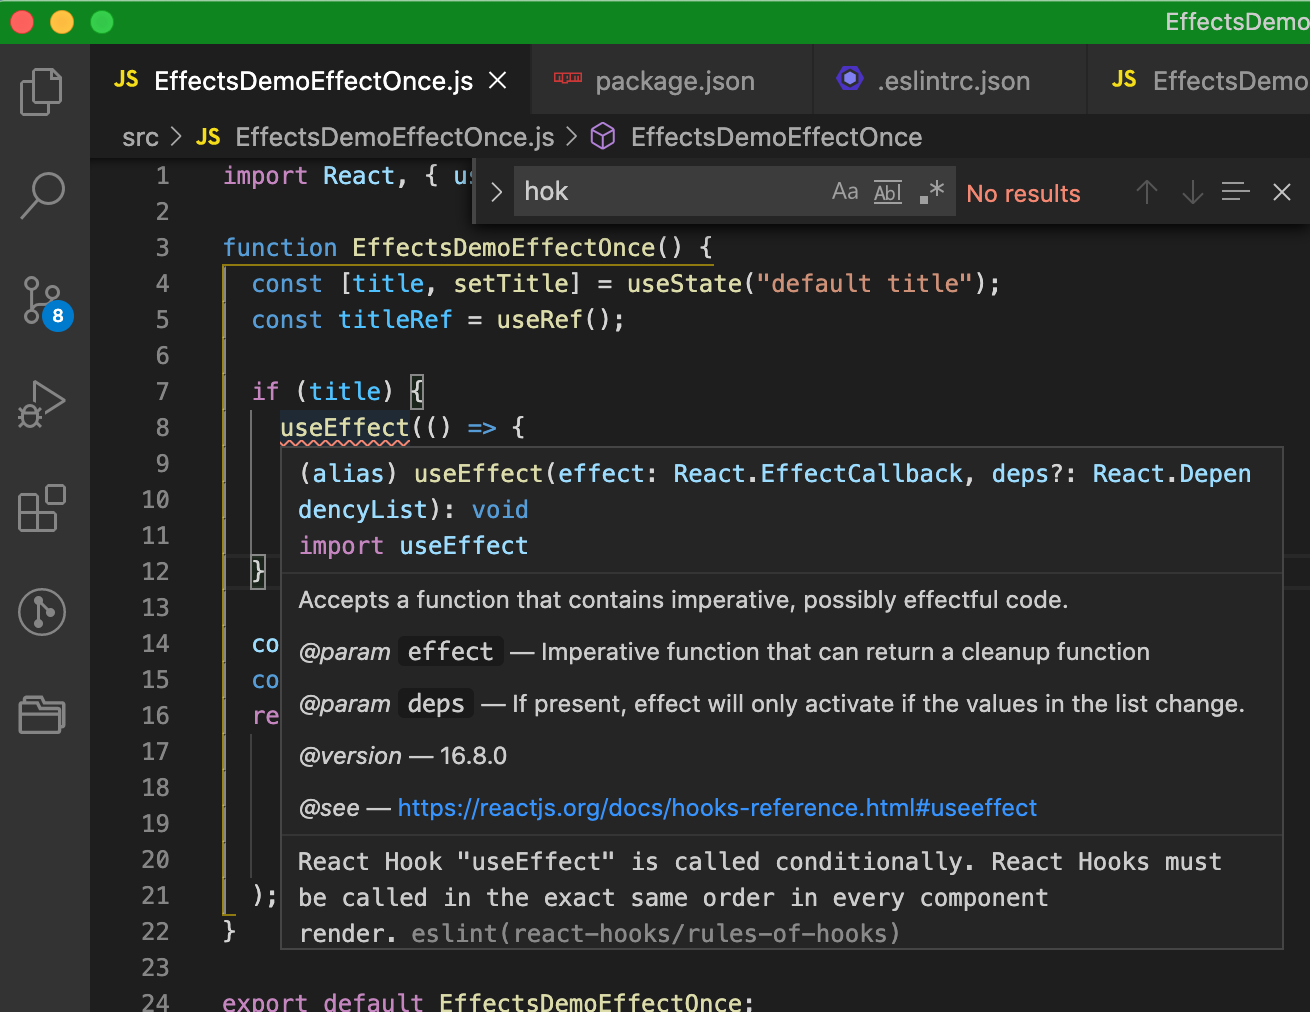 EffectsDemo
JS EffectsDemoEffectOnce.js
package.json
.eslintrc.json
JS EffectsDemo
src > JS EffectsDemoEffectOnce.js > EffectsDemoEffectOnce
hok Aa Abl .* No results
8
1 import React, { us
2
3 function EffectsDemoEffectOnce() {
4 const [title, setTitle] = useState("default title");
5 const titleRef = useRef();
6
7 if (title) {
8 useEffect(() => {
9
10
11
12 }
13
14 co
15 co
16 re
17
18
19
20
21 );
22 }
23
24 export default EffectsDemoEffectOnce;
(alias) useEffect(effect: React.EffectCallback, deps?: React.Depen
dencyList): void
import useEffect
Accepts a function that contains imperative, possibly effectful code.
@param effect — Imperative function that can return a cleanup function
@param deps — If present, effect will only activate if the values in the list change.
@version — 16.8.0
@see — https://reactjs.org/docs/hooks-reference.html#useeffect
React Hook "useEffect" is called conditionally. React Hooks must
be called in the exact same order in every component
render. eslint(react-hooks/rules-of-hooks)